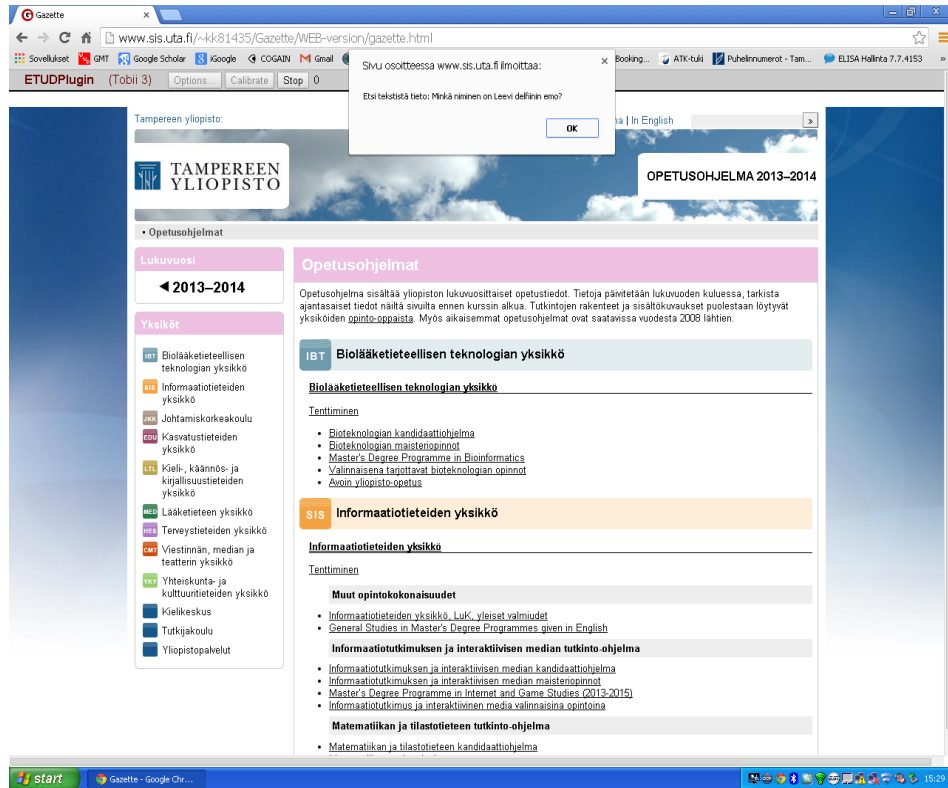 Gazette
www.sis.uta.fi/~kk81435/Gazette/WEB-version/gazette.html
Sovellukset GMT Google Scholar iGoogle COGAIN Gmail Booking... ATK-tuki Puhelinnumerot - Tam... ELISA Hallinta 7.7.4153 »
ETUDPlugin (Tobii 3) Options... Calibrate Stop 0
Sivu osoitteessa www.sis.uta.fi ilmoittaa:
Etsi tekstistä tieto: Minkä niminen on Leevi delfiinin emo?
OK
Tampereen yliopisto:
| In English
TAMPEREEN
YLIOPISTO
OPETUSOHJELMA 2013–2014
• Opetusohjelmat
Lukuvuosi
2013–2014
Yksiköt
IBT Biolääketieteellisen
teknologian yksikkö
SIS Informaatiotieteiden
yksikkö
JKK Johtamiskorkeakoulu
EDU Kasvatustieteiden
yksikkö
LTL Kieli-, käännös- ja
kirjallisuustieteiden
yksikkö
MED Lääketieteen yksikkö
HES Terveystieteiden yksikkö
CMT Viestinnän, median ja
teatterin yksikkö
YKY Yhteiskunta- ja
kulttuuritieteiden yksikkö
Kielikeskus
Tutkijakoulu
Yliopistopalvelut
Opetusohjelmat
Opetusohjelma sisältää yliopiston lukuvuosittaiset opetustiedot. Tietoja päivitetään lukuvuoden kuluessa, tarkista
ajantasaiset tiedot näiltä sivuilta ennen kurssin alkua. Tutkintojen rakenteet ja sisältökuvaukset puolestaan löytyvät
yksiköiden opinto-oppaista. Myös aikaisemmat opetusohjelmat ovat saatavissa vuodesta 2008 lähtien.
IBT Biolääketieteellisen teknologian yksikkö
Biolääketieteellisen teknologian yksikkö
Tenttiminen
• Bioteknologian kandidaattiohjelma
• Bioteknologian maisteriopinnot
• Master's Degree Programme in Bioinformatics
• Valinnaisena tarjottavat bioteknologian opinnot
• Avoin yliopisto-opetus
SIS Informaatiotieteiden yksikkö
Informaatiotieteiden yksikkö
Tenttiminen
Muut opintokokonaisuudet
• Informaatiotieteiden yksikkö, LuK, yleiset valmiudet
• General Studies in Master's Degree Programmes given in English
Informaatiotutkimuksen ja interaktiivisen median tutkinto-ohjelma
• Informaatiotutkimuksen ja interaktiivisen median kandidaattiohjelma
• Informaatiotutkimuksen ja interaktiivisen median maisteriopinnot
• Master's Degree Programme in Internet and Game Studies (2013-2015)
• Informaatiotutkimus ja interaktiivinen media valinnaisina opintoina
Matematiikan ja tilastotieteen tutkinto-ohjelma
• Matematiikan ja tilastotieteen kandidaattiohjelma
start Gazette - Google Chr... 15:29